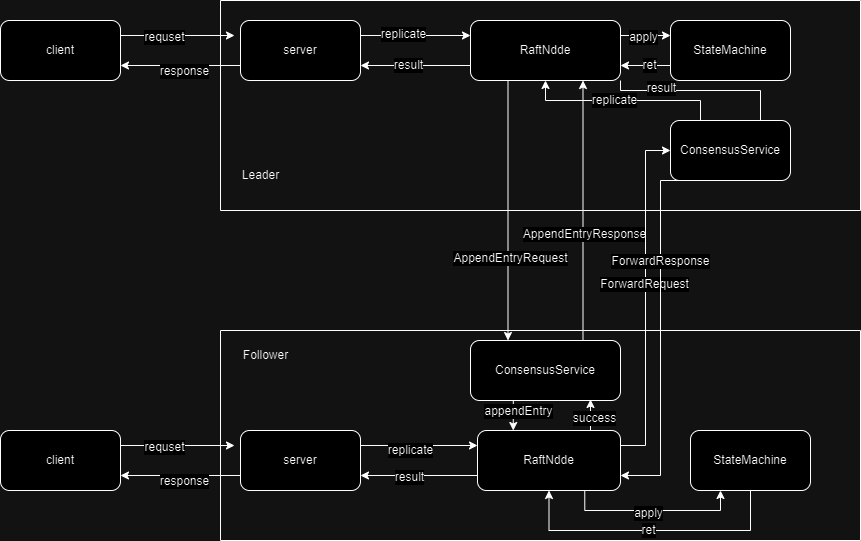 client
requset
response
server
replicate
result
RaftNdde
apply
ret
StateMachine
result
replicate
ConsensusService
Leader
AppendEntryResponse
AppendEntryRequest
ForwardResponse
ForwardRequest
Follower
ConsensusService
appendEntry
success
client
requset
response
server
replicate
result
RaftNdde
StateMachine
apply
ret